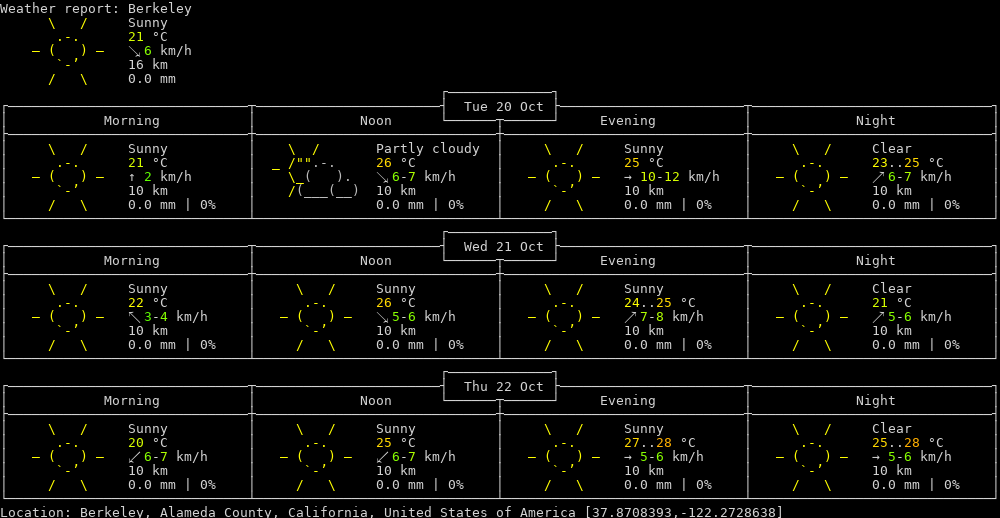 Weather report: Berkeley
Sunny
21 °C
↘ 6 km/h
16 km
0.0 mm
Tue 20 Oct
Morning Noon Evening Night
Sunny Partly cloudy Sunny Clear
21 °C 26 °C 25 °C 23..25 °C
↑ 2 km/h ↘ 6-7 km/h → 10-12 km/h ↗ 6-7 km/h
10 km 10 km 10 km 10 km
0.0 mm | 0% 0.0 mm | 0% 0.0 mm | 0% 0.0 mm | 0%
Wed 21 Oct
Morning Noon Evening Night
Sunny Sunny Sunny Clear
22 °C 26 °C 24..25 °C 21 °C
↖ 3-4 km/h ↘ 5-6 km/h ↗ 7-8 km/h ↗ 5-6 km/h
10 km 10 km 10 km 10 km
0.0 mm | 0% 0.0 mm | 0% 0.0 mm | 0% 0.0 mm | 0%
Thu 22 Oct
Morning Noon Evening Night
Sunny Sunny Sunny Clear
20 °C 25 °C 27..28 °C 25..28 °C
↙ 6-7 km/h ↙ 6-7 km/h → 5-6 km/h → 5-6 km/h
10 km 10 km 10 km 10 km
0.0 mm | 0% 0.0 mm | 0% 0.0 mm | 0% 0.0 mm | 0%
Location: Berkeley, Alameda County, California, United States of America [37.8708393,-122.2728638]